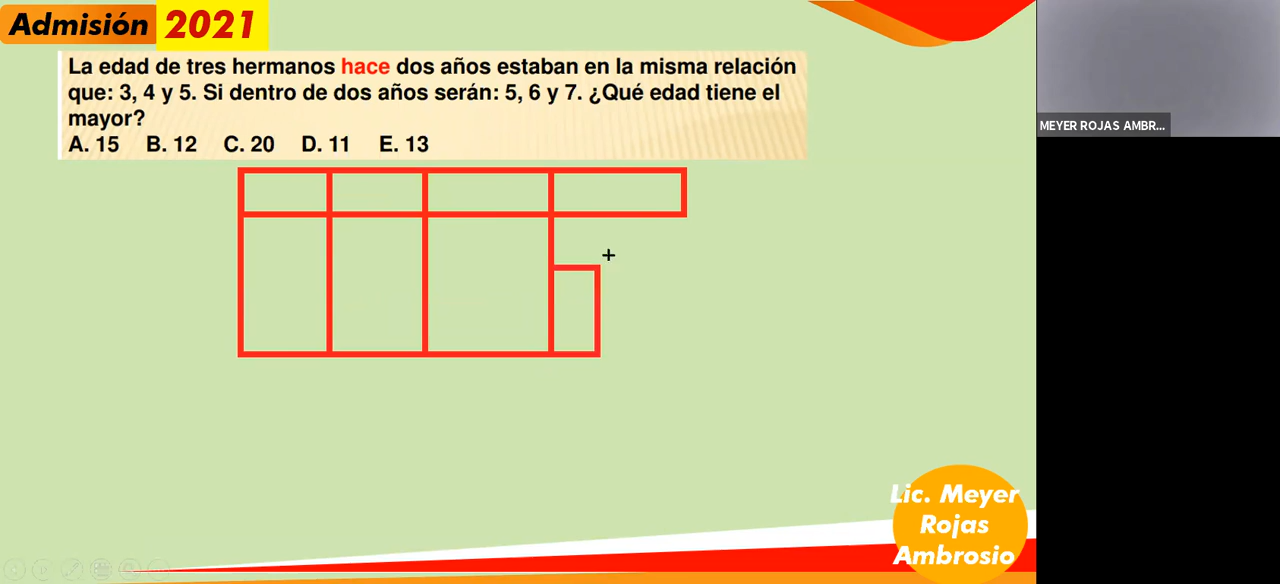 Admisión 2021
La edad de tres hermanos hace dos años estaban en la misma relación
que: 3, 4 y 5. Si dentro de dos años serán: 5, 6 y 7. ¿Qué edad tiene el
mayor?
A. 15 B. 12 C. 20 D. 11 E. 13
MEYER ROJAS AMBR...
Lic. Meyer
Rojas
Ambrosio